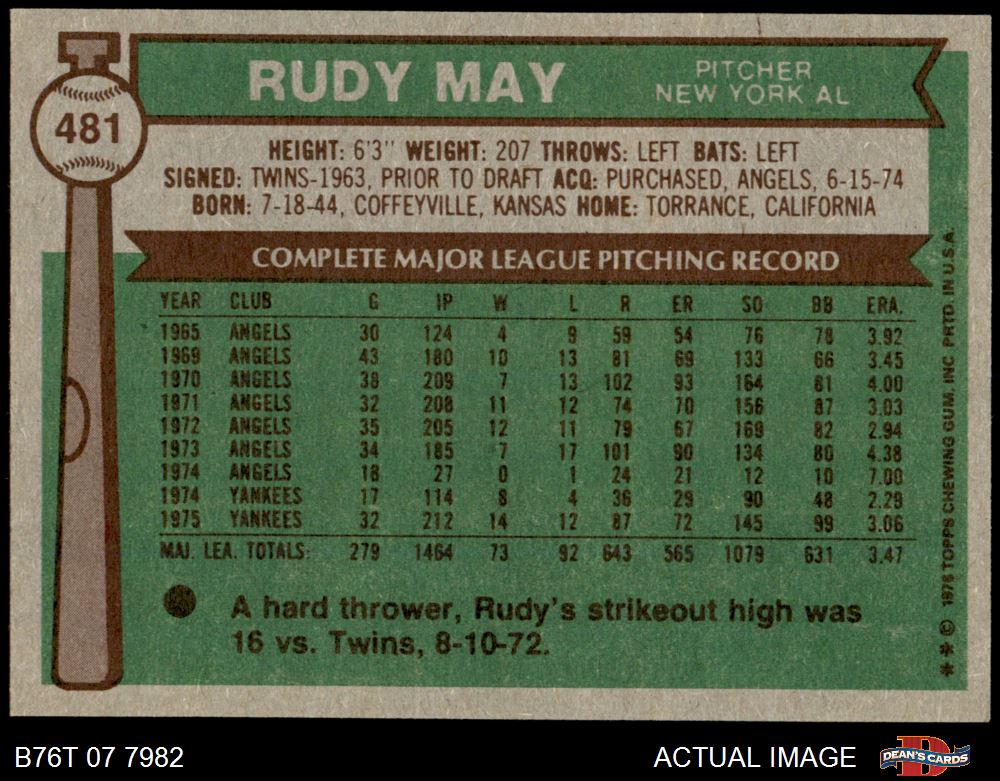 481
RUDY MAY
PITCHER
NEW YORK AL
HEIGHT: 6'3" WEIGHT: 207 THROWS: LEFT BATS: LEFT
SIGNED: TWINS-1963, PRIOR TO DRAFT ACQ: PURCHASED, ANGELS, 6-15-74
BORN: 7-18-44, COFFEYVILLE, KANSAS HOME: TORRANCE, CALIFORNIA
COMPLETE MAJOR LEAGUE PITCHING RECORD
YEAR CLUB G IP W L R ER SO BB ERA.
1965 ANGELS 30 124 4 9 59 54 76 78 3.92
1969 ANGELS 43 180 10 13 81 69 133 66 3.45
1970 ANGELS 38 209 7 13 102 93 164 81 4.00
1971 ANGELS 32 208 11 12 74 70 156 87 3.03
1972 ANGELS 35 205 12 11 79 67 169 82 2.94
1973 ANGELS 34 185 7 17 101 90 134 80 4.38
1974 ANGELS 18 27 0 1 24 21 12 10 7.00
1974 YANKEES 17 114 8 4 36 29 90 48 2.29
1975 YANKEES 32 212 14 12 87 72 145 99 3.06
MAJ. LEA. TOTALS: 279 1464 73 92 643 565 1079 631 3.47
A hard thrower, Rudy's strikeout high was
16 vs. Twins, 8-10-72.
** © 1976 TOPPS CHEWING GUM, INC PRTD. IN U.S.A.
B76T 07 7982
ACTUAL IMAGE
DEAN'S CARDS